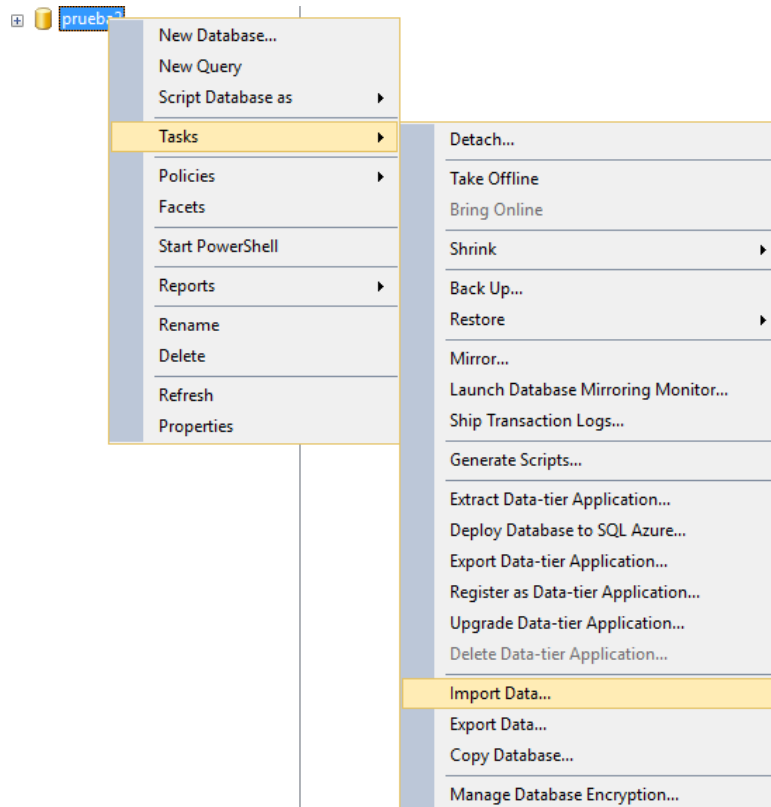 prueba2
New Database...
New Query
Script Database as
Tasks
Policies
Facets
Start PowerShell
Reports
Rename
Delete
Refresh
Properties
Detach...
Take Offline
Bring Online
Shrink
Back Up...
Restore
Mirror...
Launch Database Mirroring Monitor...
Ship Transaction Logs...
Generate Scripts...
Extract Data-tier Application...
Deploy Database to SQL Azure...
Export Data-tier Application...
Register as Data-tier Application...
Upgrade Data-tier Application...
Delete Data-tier Application...
Import Data...
Export Data...
Copy Database...
Manage Database Encryption...